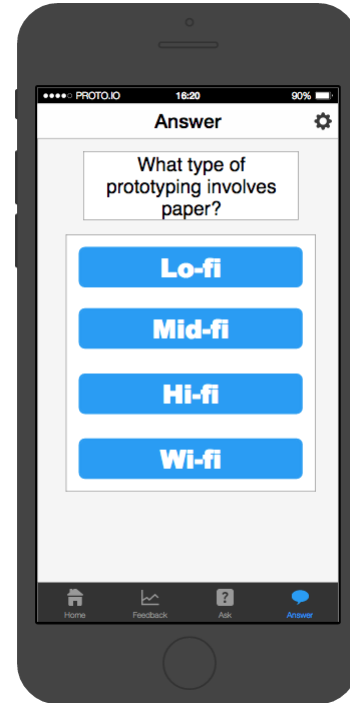 PROTO.IO 16:20 90%
Answer
What type of
prototyping involves
paper?
Lo-fi
Mid-fi
Hi-fi
Wi-fi
?
Home Feedback Ask Answer